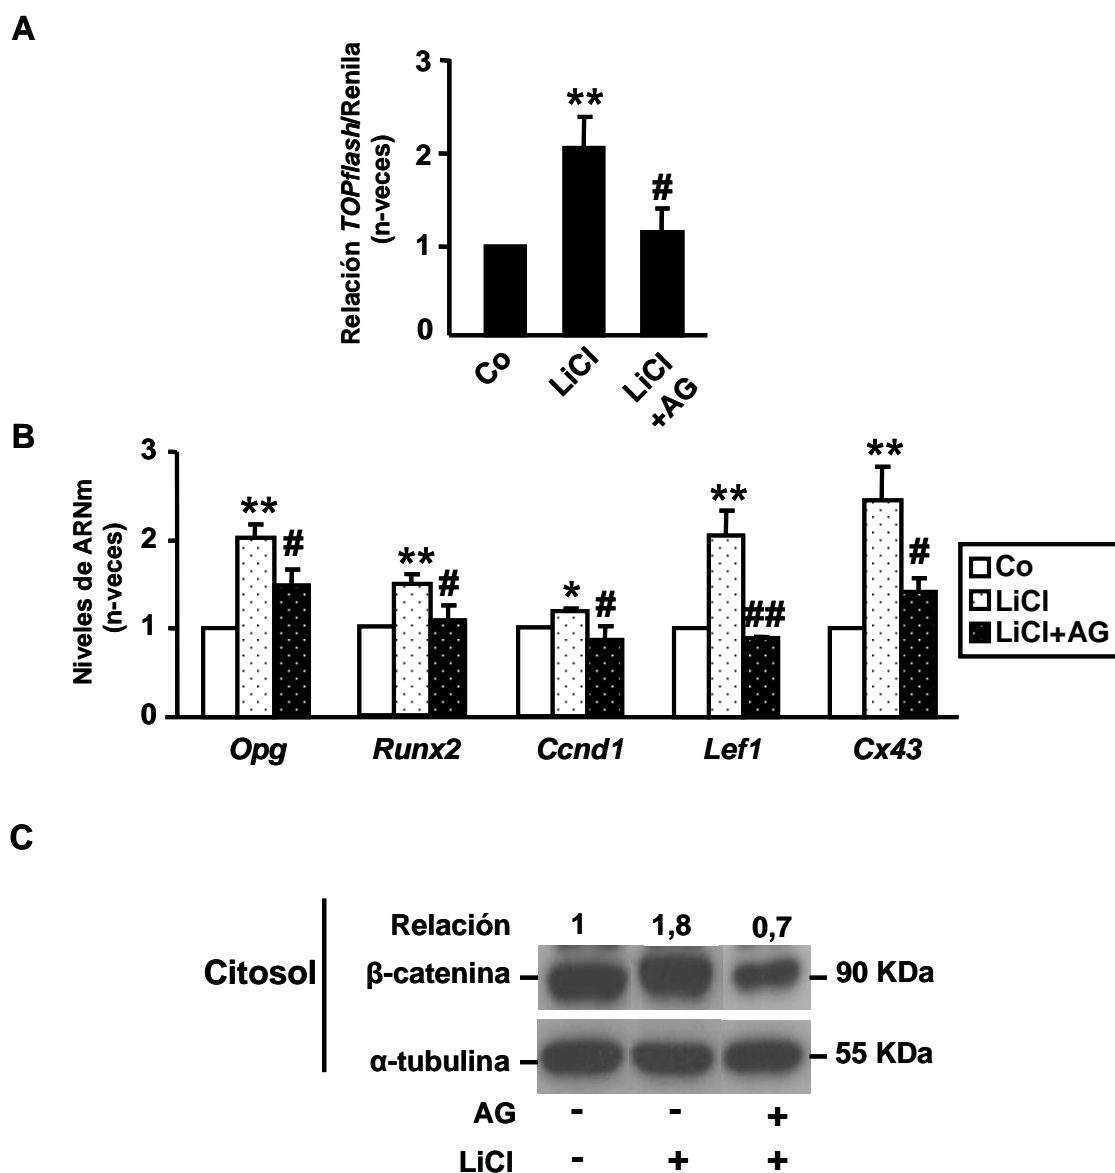 A
Relación TOPflash/Renila
(n-veces)
3
2
1
0
**
#
Co
LiCl
LiCl
+AG
B
Niveles de ARNm
(n-veces)
3
2
1
0
** # ** # * # ** ## ** #
Opg Runx2 Ccnd1 Lef1 Cx43
Co
LiCl
LiCl+AG
C
Citosol
Relación 1 1,8 0,7
β-catenina 90 KDa
α-tubulina 55 KDa
AG - - +
LiCl - + +